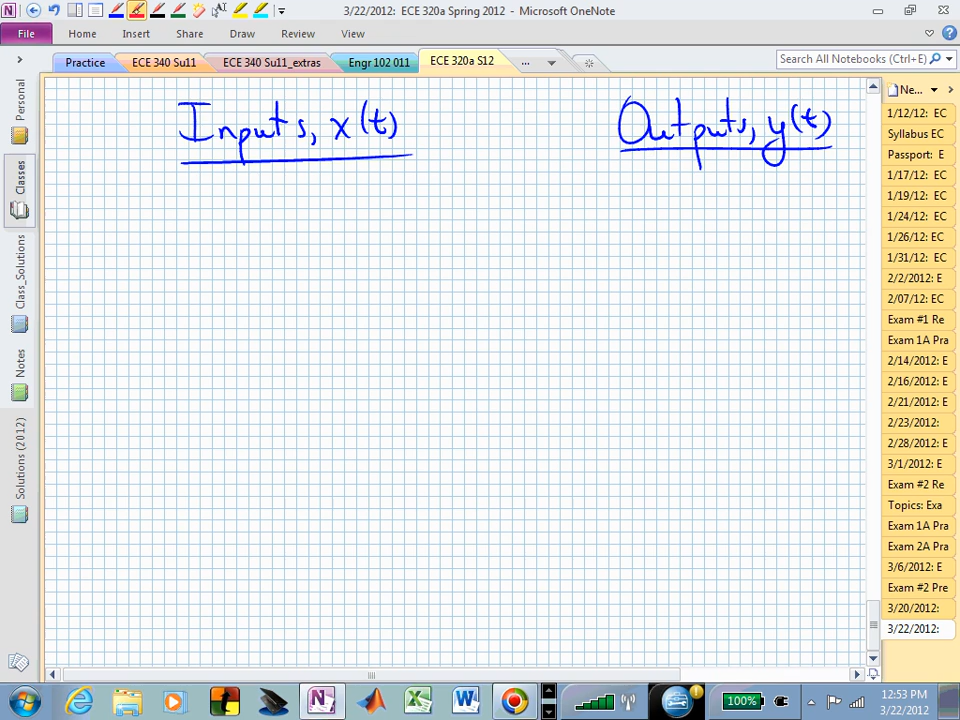 3/22/2012: ECE 320a Spring 2012 - Microsoft OneNote
File Home Insert Share Draw Review View
Practice ECE 340 Su11 ECE 340 Su11_extras Engr 102 011 ECE 320a S12 ...
Search All Notebooks (Ctrl+E)
Personal
Classes
Class_Solutions
Notes
Solutions (2012)
Inputs, x(t) Outputs, y(t)
Ne...
1/12/12: EC
Syllabus EC
Passport: E
1/17/12: EC
1/19/12: EC
1/24/12: EC
1/26/12: EC
1/31/12: EC
2/2/2012: E
2/07/12: EC
Exam #1 Re
Exam 1A Pra
2/14/2012: E
2/16/2012: E
2/21/2012: E
2/23/2012:
2/28/2012: E
3/1/2012: E
Exam #2 Re
Topics: Exa
Exam 1A Pra
Exam 2A Pra
3/6/2012: E
Exam #2 Pre
3/20/2012:
3/22/2012:
100%
12:53 PM
3/22/2012